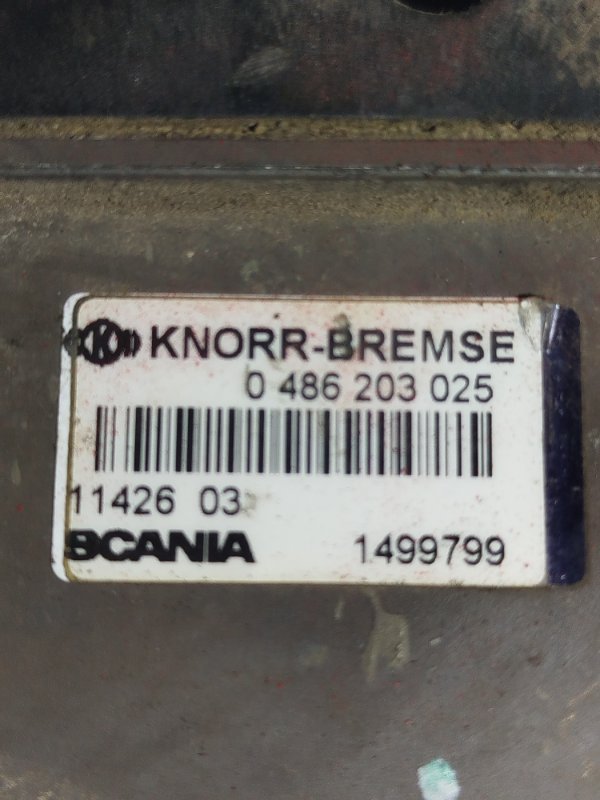 KNORR-BREMSE
0 486 203 025
11426 03
SCANIA 1499799